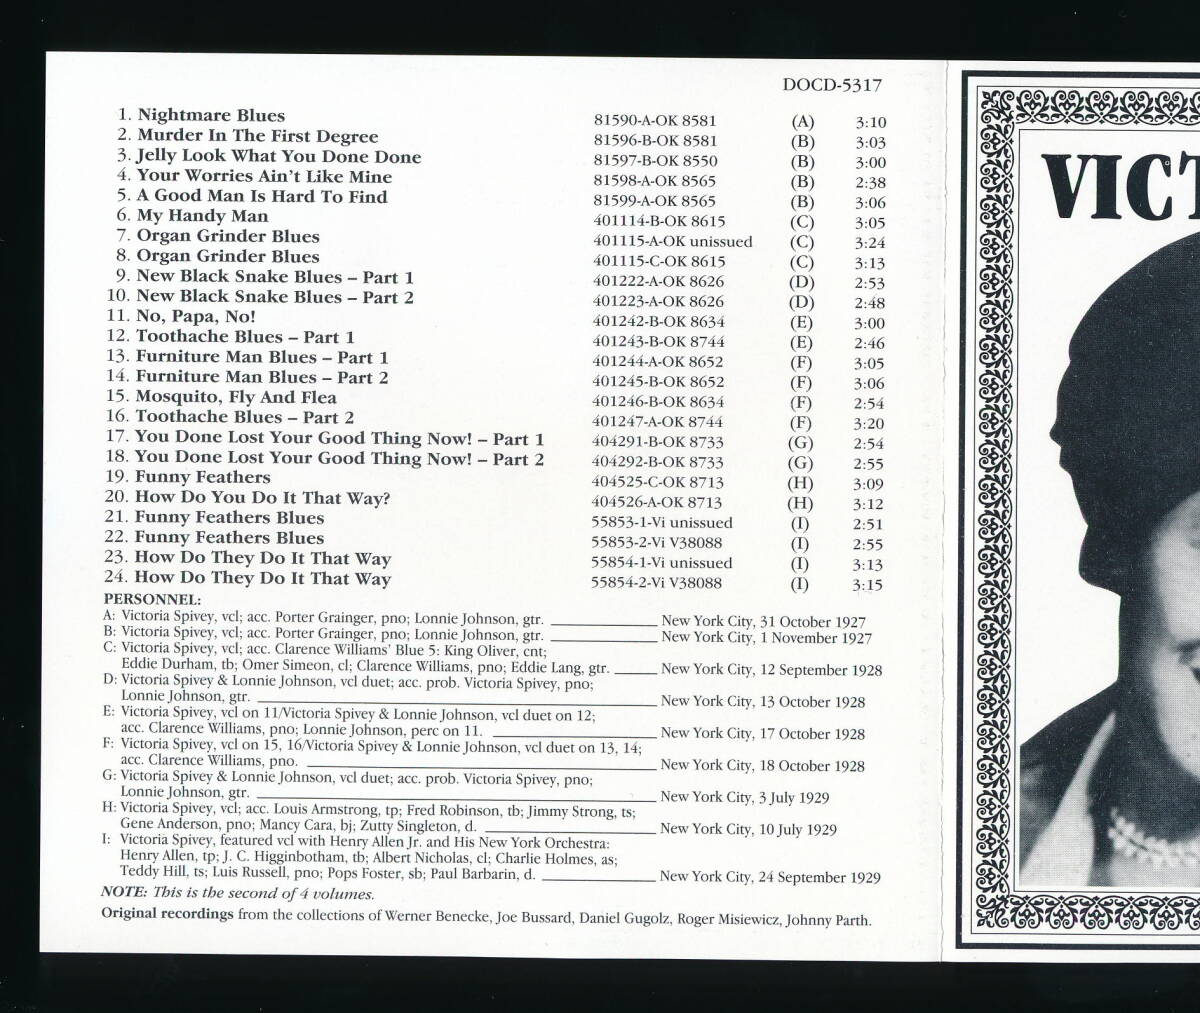 DOCD-5317
1. Nightmare Blues 81590-A-OK 8581 (A) 3:10
2. Murder In The First Degree 81596-B-OK 8581 (B) 3:03
3. Jelly Look What You Done Done 81597-B-OK 8550 (B) 3:00
4. Your Worries Ain't Like Mine 81598-A-OK 8565 (B) 2:38
5. A Good Man Is Hard To Find 81599-A-OK 8565 (B) 3:06
6. My Handy Man 401114-B-OK 8615 (C) 3:05
7. Organ Grinder Blues 401115-A-OK unissued (C) 3:24
8. Organ Grinder Blues 401115-C-OK 8615 (C) 3:13
9. New Black Snake Blues – Part 1 401222-A-OK 8626 (D) 2:53
10. New Black Snake Blues – Part 2 401223-A-OK 8626 (D) 2:48
11. No, Papa, No! 401242-B-OK 8634 (E) 3:00
12. Toothache Blues – Part 1 401243-B-OK 8744 (E) 2:46
13. Furniture Man Blues – Part 1 401244-A-OK 8652 (F) 3:05
14. Furniture Man Blues – Part 2 401245-B-OK 8652 (F) 3:06
15. Mosquito, Fly And Flea 401246-B-OK 8634 (F) 2:54
16. Toothache Blues – Part 2 401247-A-OK 8744 (F) 3:20
17. You Done Lost Your Good Thing Now! – Part 1 404291-B-OK 8733 (G) 2:54
18. You Done Lost Your Good Thing Now! – Part 2 404292-B-OK 8733 (G) 2:55
19. Funny Feathers 404525-C-OK 8713 (H) 3:09
20. How Do You Do It That Way? 404526-A-OK 8713 (H) 3:12
21. Funny Feathers Blues 55853-1-Vi unissued (I) 2:51
22. Funny Feathers Blues 55853-2-Vi V38088 (I) 2:55
23. How Do They Do It That Way 55854-1-Vi unissued (I) 3:13
24. How Do They Do It That Way 55854-2-Vi V38088 (I) 3:15
PERSONNEL:
A: Victoria Spivey, vcl; acc. Porter Grainger, pno; Lonnie Johnson, gtr. New York City, 31 October 1927
B: Victoria Spivey, vcl; acc. Porter Grainger, pno; Lonnie Johnson, gtr. New York City, 1 November 1927
C: Victoria Spivey, vcl; acc. Clarence Williams' Blue 5: King Oliver, cnt;
Eddie Durham, tb; Omer Simeon, cl; Clarence Williams, pno; Eddie Lang, gtr. New York City, 12 September 1928
D: Victoria Spivey & Lonnie Johnson, vcl duet; acc. prob. Victoria Spivey, pno;
Lonnie Johnson, gtr. New York City, 13 October 1928
E: Victoria Spivey, vcl on 11/Victoria Spivey & Lonnie Johnson, vcl duet on 12;
acc. Clarence Williams, pno; Lonnie Johnson, perc on 11. New York City, 17 October 1928
F: Victoria Spivey, vcl on 15, 16/Victoria Spivey & Lonnie Johnson, vcl duet on 13, 14;
acc. Clarence Williams, pno. New York City, 18 October 1928
G: Victoria Spivey & Lonnie Johnson, vcl duet; acc. prob. Victoria Spivey, pno;
Lonnie Johnson, gtr. New York City, 3 July 1929
H: Victoria Spivey, vcl; acc. Louis Armstrong, tp; Fred Robinson, tb; Jimmy Strong, ts;
Gene Anderson, pno; Mancy Cara, bj; Zutty Singleton, d. New York City, 10 July 1929
I: Victoria Spivey, featured vcl with Henry Allen Jr. and His New York Orchestra:
Henry Allen, tp; J. C. Higginbotham, tb; Albert Nicholas, cl; Charlie Holmes, as;
Teddy Hill, ts; Luis Russell, pno; Pops Foster, sb; Paul Barbarin, d. New York City, 24 September 1929
NOTE: This is the second of 4 volumes.
Original recordings from the collections of Werner Benecke, Joe Bussard, Daniel Gugolz, Roger Misiewicz, Johnny Parth.
VICT